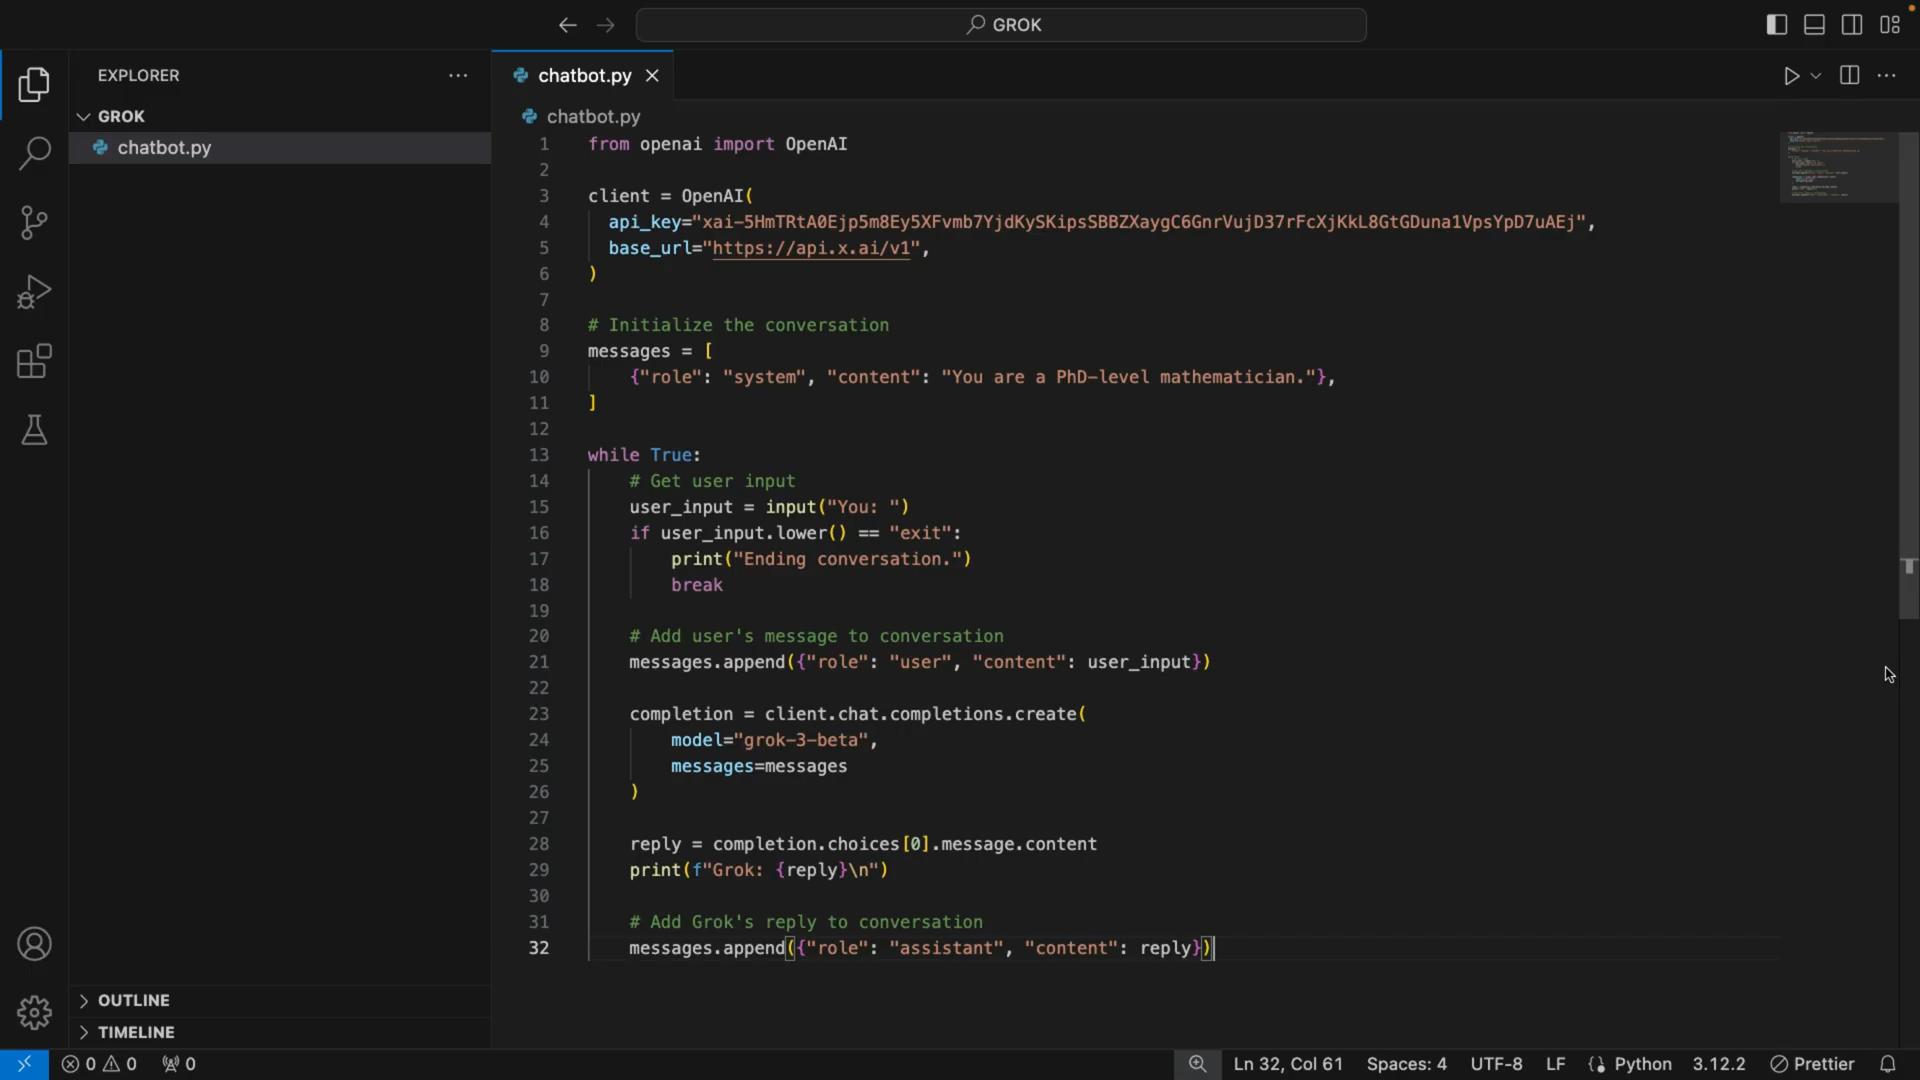 GROK
EXPLORER
chatbot.py
GROK
chatbot.py
chatbot.py
1 from openai import OpenAI
2
3 client = OpenAI(
4 api_key="xai-5HmTRtA0Ejp5m8Ey5XFvmb7YjdKySKipsSBBZXaygC6GnrVujD37rFcXjKkL8GtGDuna1VpsYpD7uAEj",
5 base_url="https://api.x.ai/v1",
6 )
7
8 # Initialize the conversation
9 messages = [
10 {"role": "system", "content": "You are a PhD-level mathematician."},
11 ]
12
13 while True:
14 # Get user input
15 user_input = input("You: ")
16 if user_input.lower() == "exit":
17 print("Ending conversation.")
18 break
19
20 # Add user's message to conversation
21 messages.append({"role": "user", "content": user_input})
22
23 completion = client.chat.completions.create(
24 model="grok-3-beta",
25 messages=messages
26 )
27
28 reply = completion.choices[0].message.content
29 print(f"Grok: {reply}\n")
30
31 # Add Grok's reply to conversation
32 messages.append({"role": "assistant", "content": reply})
OUTLINE
TIMELINE
0 0 0 Ln 32, Col 61 Spaces: 4 UTF-8 LF Python 3.12.2 Prettier